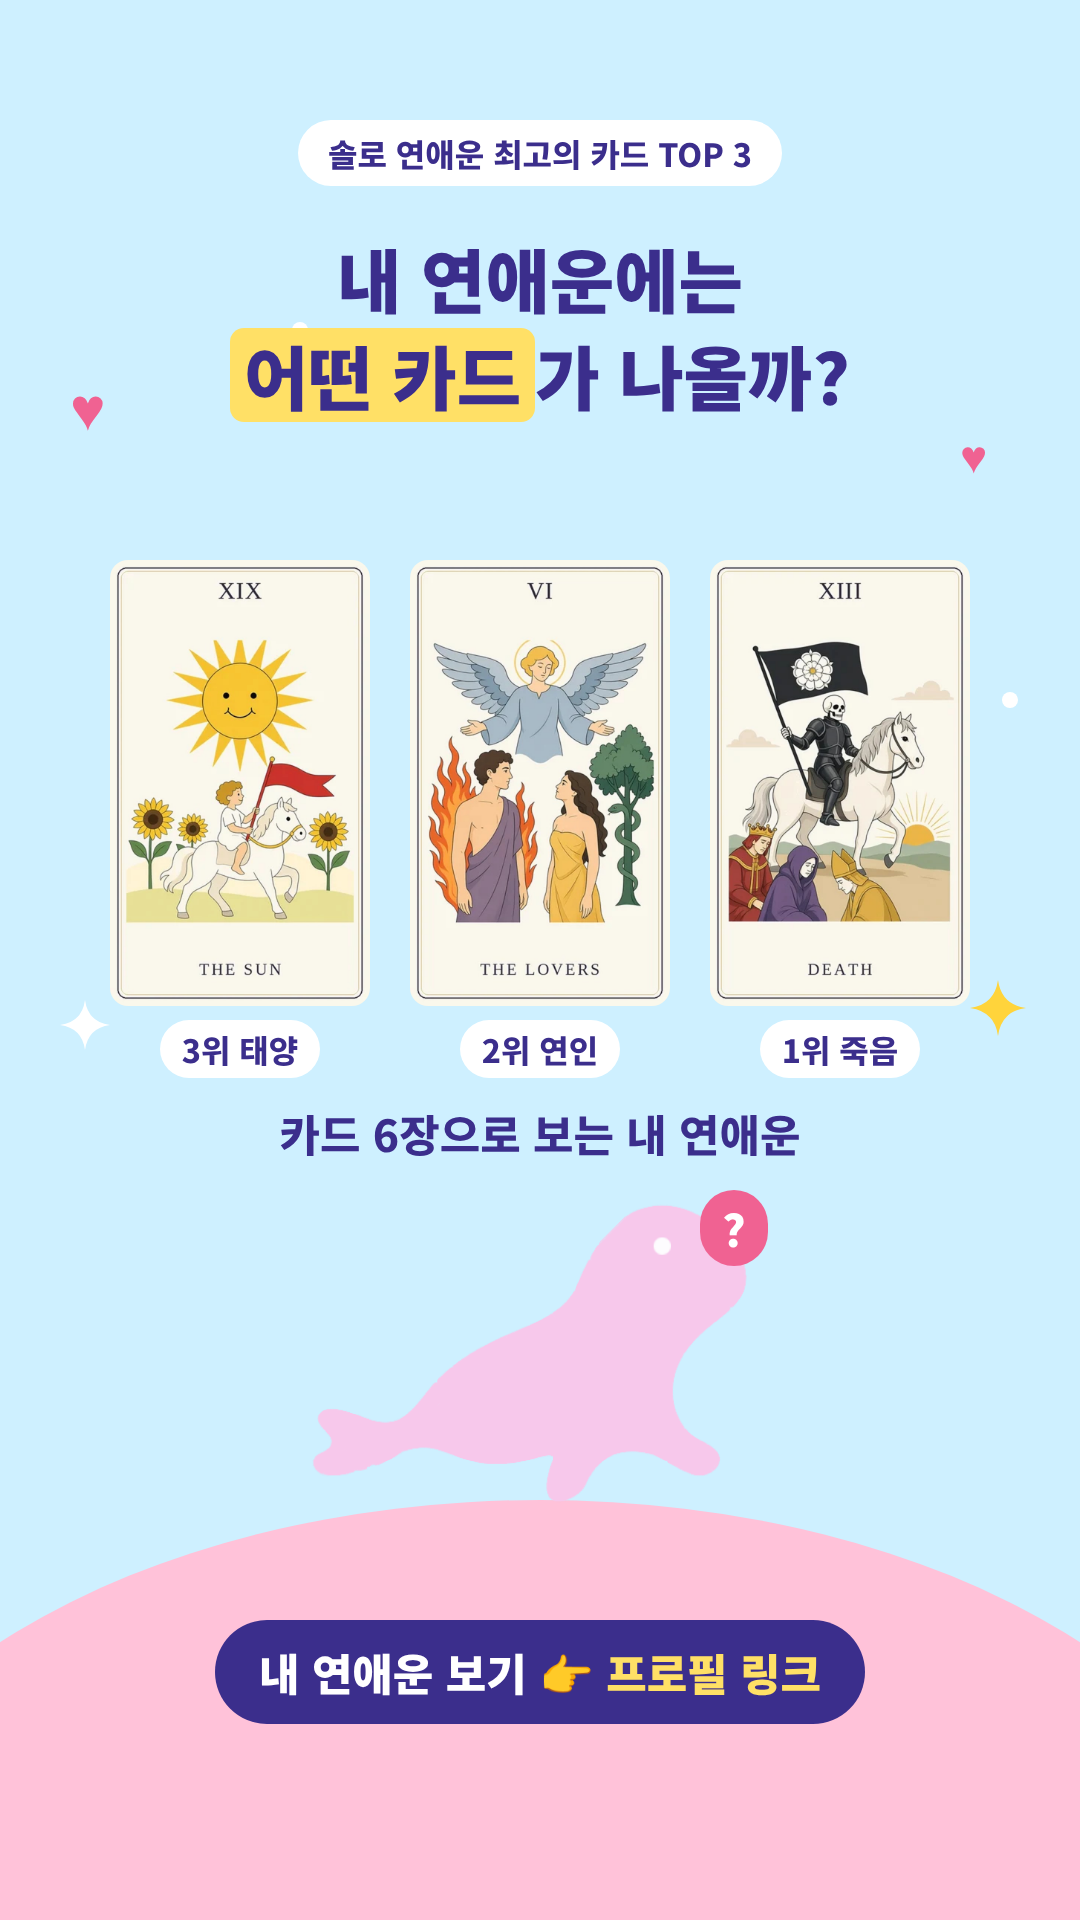 솔로 연애운 최고의 카드 TOP 3
내 연애운에는
어떤 카드가 나올까?
XIX
THE SUN
3위 태양
VI
THE LOVERS
2위 연인
XIII
DEATH
1위 죽음
카드 6장으로 보는 내 연애운
?
내 연애운 보기 👉 프로필 링크